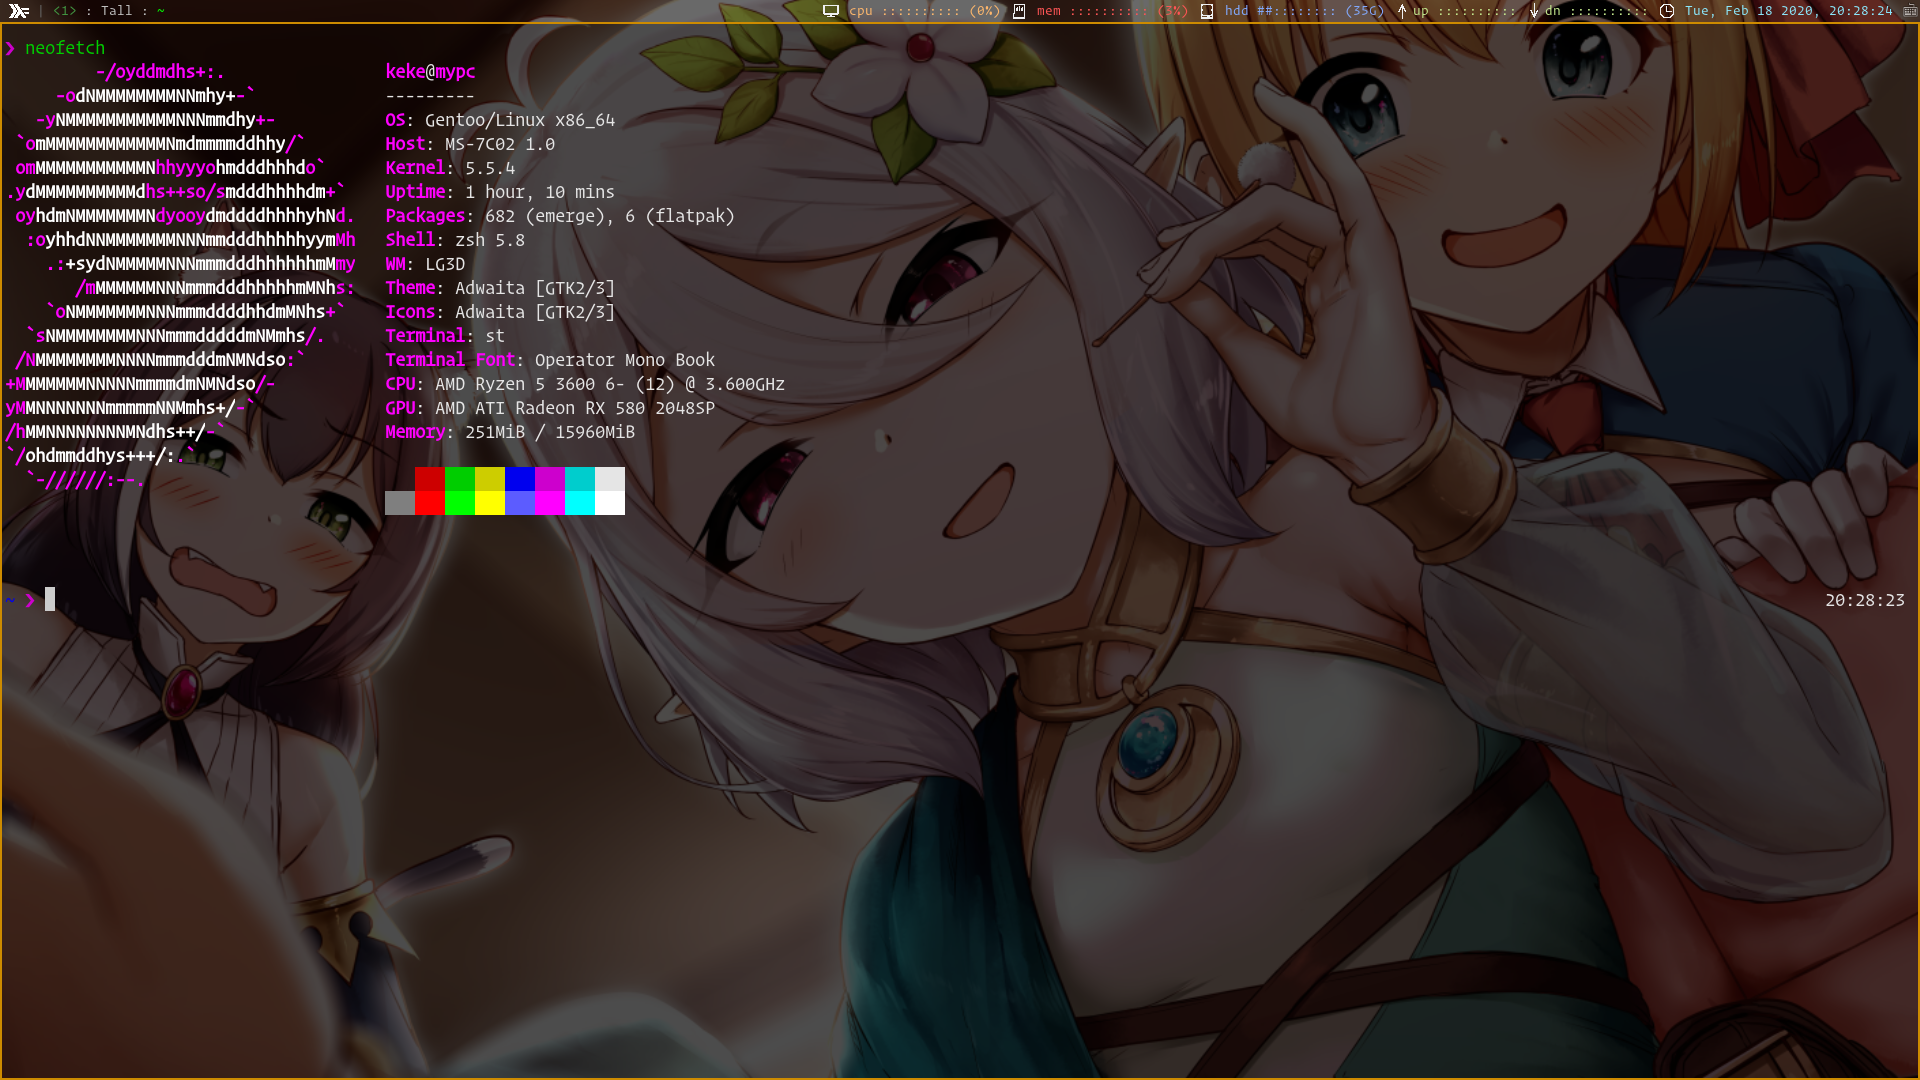 <1> : Tall : ~ cpu :::::::::: (0%) mem :::::::::: (3%) hdd ##:::::::: (35G) up :::::::::: dn :::::::::: Tue, Feb 18 2020, 20:28:24
❯ neofetch
-/oyddmdhs+:. keke@mypc
-odNMMMMMMMMNNmhy+-` ---------
-yNMMMMMMMMMMMNNNmmdhy+- OS: Gentoo/Linux x86_64
`omMMMMMMMMMMMMNmdmmmmddhhy/` Host: MS-7C02 1.0
omMMMMMMMMMMMNhhyyyohmdddhhhdo` Kernel: 5.5.4
.ydMMMMMMMMMMdhs++so/smdddhhhhdm+` Uptime: 1 hour, 10 mins
oyhdmNMMMMMMMNdyooydmddddhhhhyhNd. Packages: 682 (emerge), 6 (flatpak)
:oyhhdNNMMMMMMMNNNmmdddhhhhhyymMh Shell: zsh 5.8
.:+sydNMMMMMNNNmmmdddhhhhhhmMmy WM: LG3D
/mMMMMMMNNNmmmdddhhhhhmMNhs: Theme: Adwaita [GTK2/3]
`oNMMMMMMMNNNmmmddddhhdmMNhs+` Icons: Adwaita [GTK2/3]
`sNMMMMMMMMNNNmmmdddddmNMmhs/. Terminal: st
/NMMMMMMMMNNNNmmmdddmNMNdso:` Terminal Font: Operator Mono Book
+MMMMMMMNNNNNmmmmdmNMNdso/- CPU: AMD Ryzen 5 3600 6- (12) @ 3.600GHz
yMMNNNNNNNmmmmmNNMmhs+/-` GPU: AMD ATI Radeon RX 580 2048SP
/hMMNNNNNNNNMNdhs++/-` Memory: 251MiB / 15960MiB
`/ohdmmddhys+++/:.`
`-//////:--.
~ ❯ 20:28:23